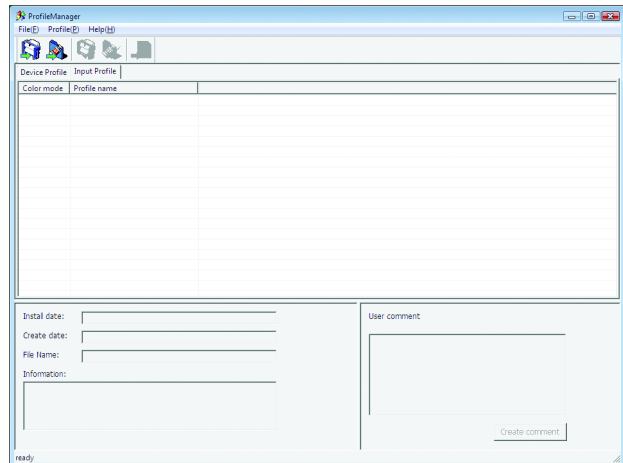 ProfileManager
File(F) Profile(P) Help(H)
Device Profile Input Profile
Color mode Profile name
Install date:
Create date:
File Name:
Information:
User comment
Create comment
ready